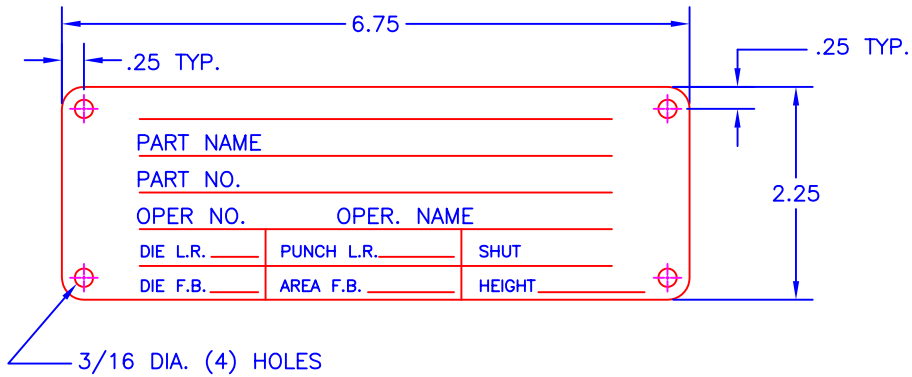 6.75
.25 TYP.
.25 TYP.
PART NAME
PART NO.
2.25
OPER NO. OPER. NAME
DIE L.R. PUNCH L.R. SHUT
DIE F.B. AREA F.B. HEIGHT
3/16 DIA. (4) HOLES